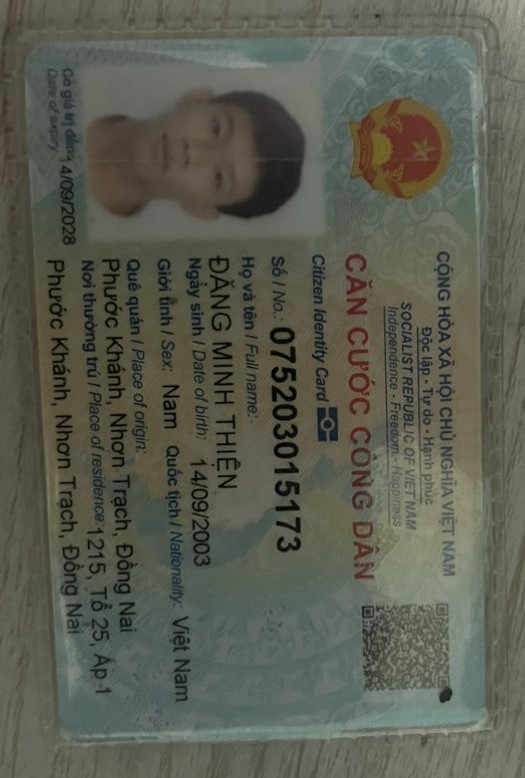 CỘNG HÒA XÃ HỘI CHỦ NGHĨA VIỆT NAM
Độc lập - Tự do - Hạnh phúc
SOCIALIST REPUBLIC OF VIET NAM
Independence - Freedom - Happiness
CĂN CƯỚC CÔNG DÂN
Citizen Identity Card
Số / No.: 075203015173
Họ và tên / Full name:
ĐẶNG MINH THIÊN
Ngày sinh / Date of birth: 14/09/2003
Giới tính / Sex: Nam Quốc tịch / Nationality: Việt Nam
Quê quán / Place of origin:
Phước Khánh, Nhơn Trạch, Đồng Nai
Nơi thường trú / Place of residence: 1215, Tổ 25, Ấp 1
Phước Khánh, Nhơn Trạch, Đồng Nai
Có giá trị đến: 14/09/2028
Date of expiry